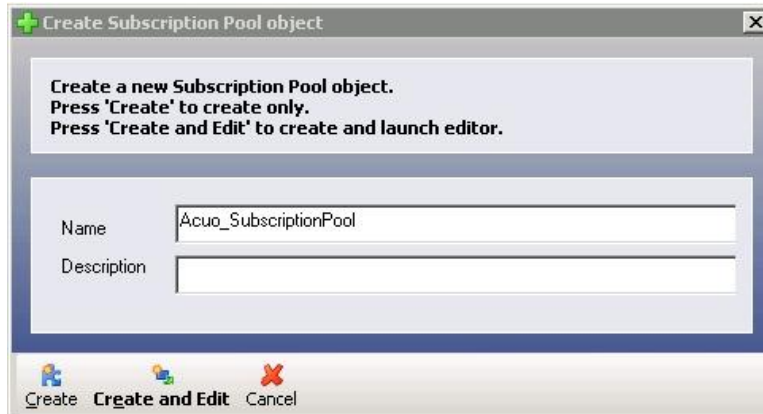 Create Subscription Pool object
Create a new Subscription Pool object.
Press 'Create' to create only.
Press 'Create and Edit' to create and launch editor.
Name
Acuo_SubscriptionPool
Description
Create Create and Edit Cancel